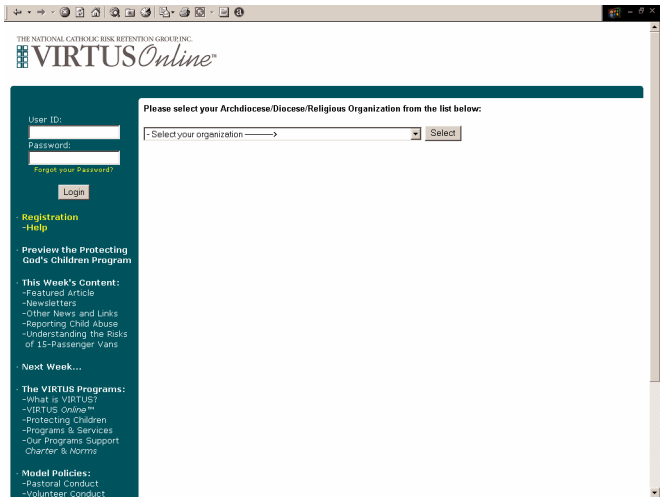 THE NATIONAL CATHOLIC RISK RETENTION GROUP, INC.
VIRTUS Online™
Please select your Archdiocese/Diocese/Religious Organization from the list below:
- Select your organization ———>
Select
User ID:
Password:
Forgot your Password?
Login
· Registration
-Help
· Preview the Protecting
God's Children Program
· This Week's Content:
-Featured Article
-Newsletters
-Other News and Links
-Reporting Child Abuse
-Understanding the Risks
of 15-Passenger Vans
· Next Week...
· The VIRTUS Programs:
-What is VIRTUS?
-VIRTUS Online™
-Protecting Children
-Programs & Services
-Our Programs Support
Charter & Norms
· Model Policies:
-Pastoral Conduct
-Volunteer Conduct